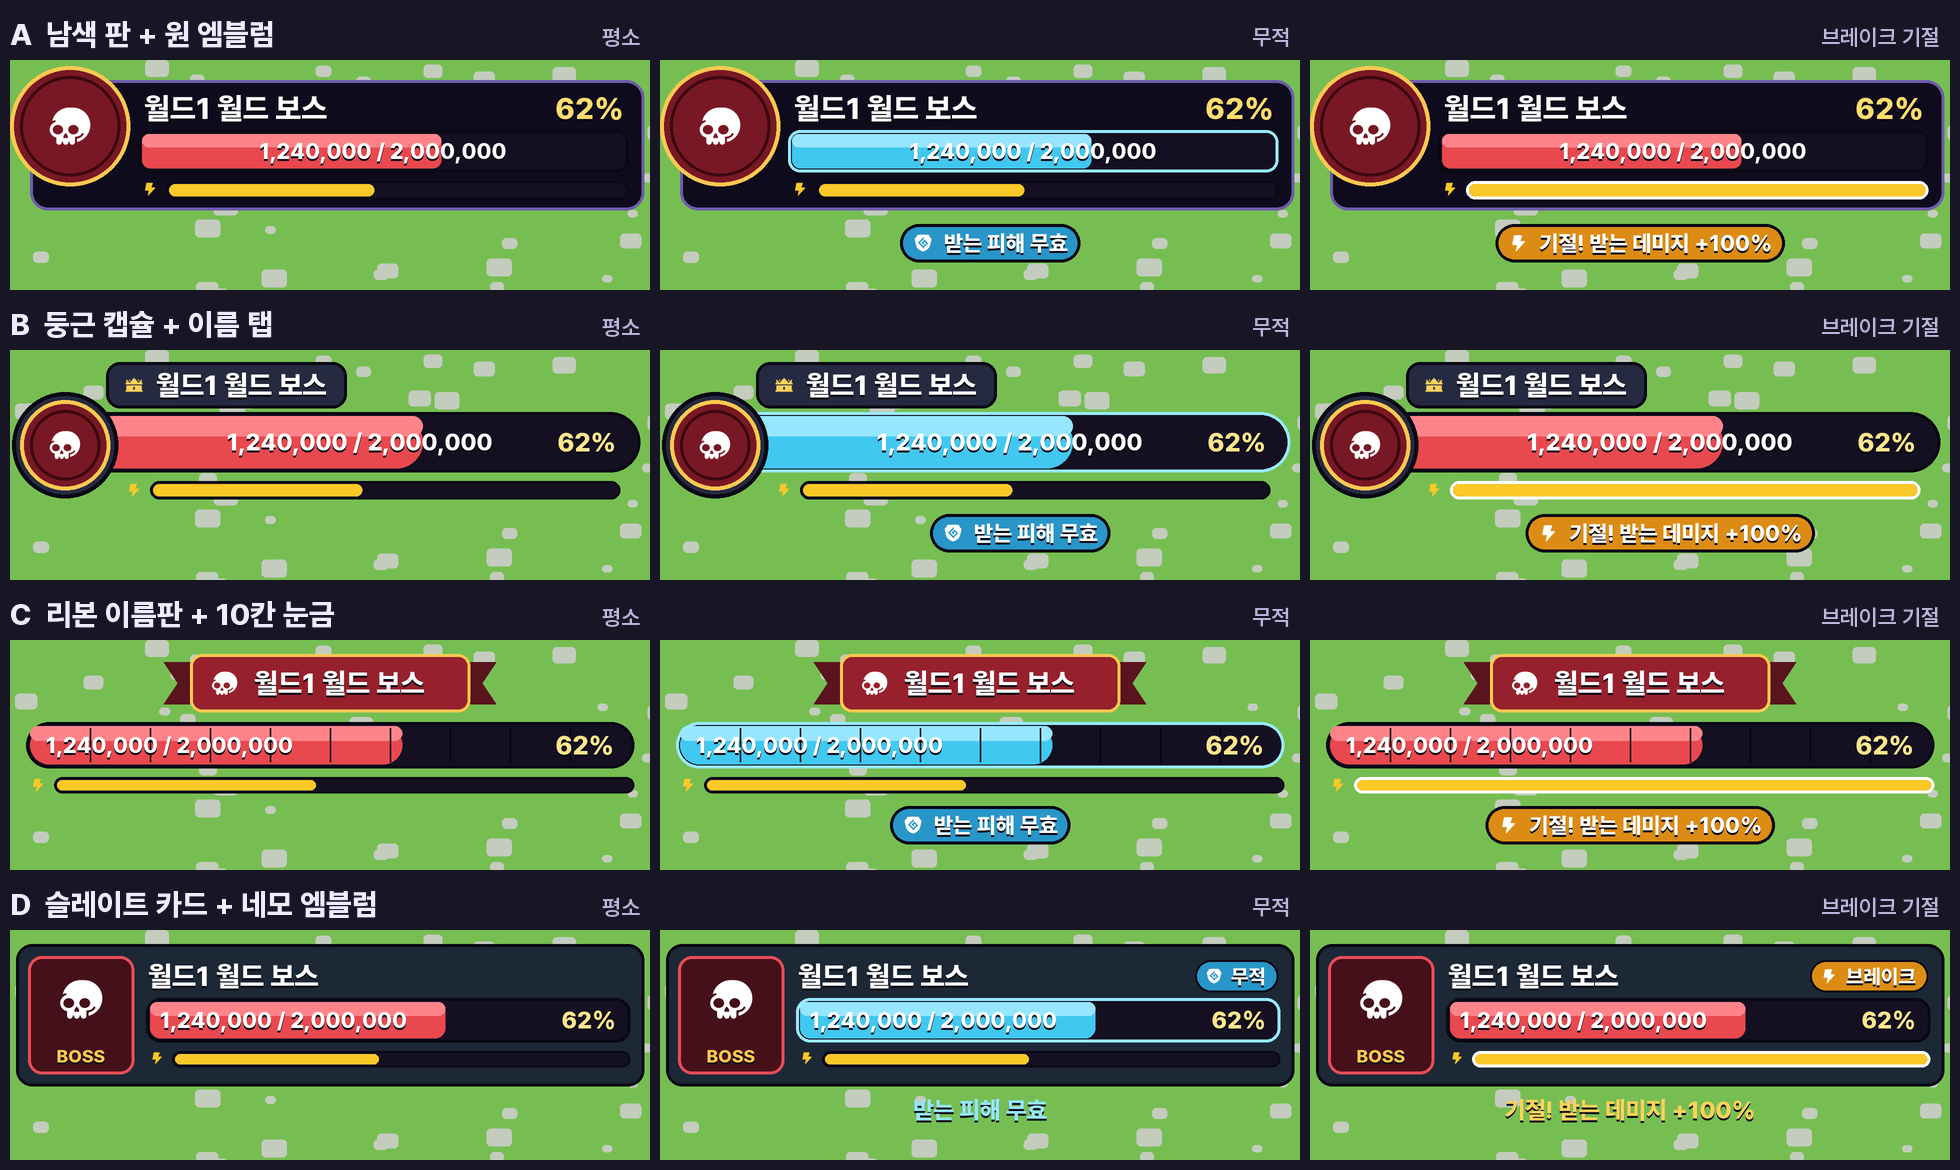 A 남색 판 + 원 엠블럼
평소
무적
브레이크 기절
월드1 월드 보스 62%
1,240,000 / 2,000,000
월드1 월드 보스 62%
1,240,000 / 2,000,000
받는 피해 무효
월드1 월드 보스 62%
1,240,000 / 2,000,000
기절! 받는 데미지 +100%
B 둥근 캡슐 + 이름 탭
평소
무적
브레이크 기절
월드1 월드 보스
1,240,000 / 2,000,000 62%
월드1 월드 보스
1,240,000 / 2,000,000 62%
받는 피해 무효
월드1 월드 보스
1,240,000 / 2,000,000 62%
기절! 받는 데미지 +100%
C 리본 이름판 + 10칸 눈금
평소
무적
브레이크 기절
월드1 월드 보스
1,240,000 / 2,000,000 62%
월드1 월드 보스
1,240,000 / 2,000,000 62%
받는 피해 무효
월드1 월드 보스
1,240,000 / 2,000,000 62%
기절! 받는 데미지 +100%
D 슬레이트 카드 + 네모 엠블럼
평소
무적
브레이크 기절
월드1 월드 보스
1,240,000 / 2,000,000 62%
BOSS
월드1 월드 보스 무적
1,240,000 / 2,000,000 62%
BOSS
받는 피해 무효
월드1 월드 보스 브레이크
1,240,000 / 2,000,000 62%
BOSS
기절! 받는 데미지 +100%